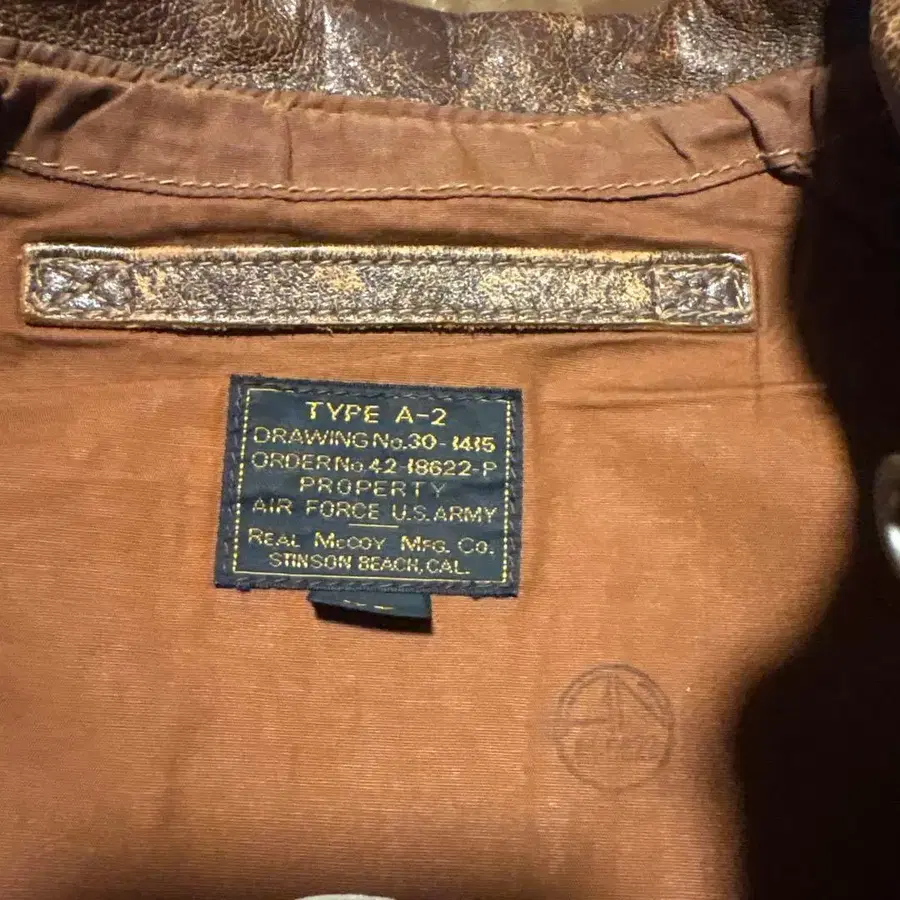 TYPE A-2
DRAWING No. 30-1415
ORDER No. 42-18622-P
PROPERTY
AIR FORCE U.S. ARMY
REAL McCOY MFG. CO.
STINSON BEACH, CAL.